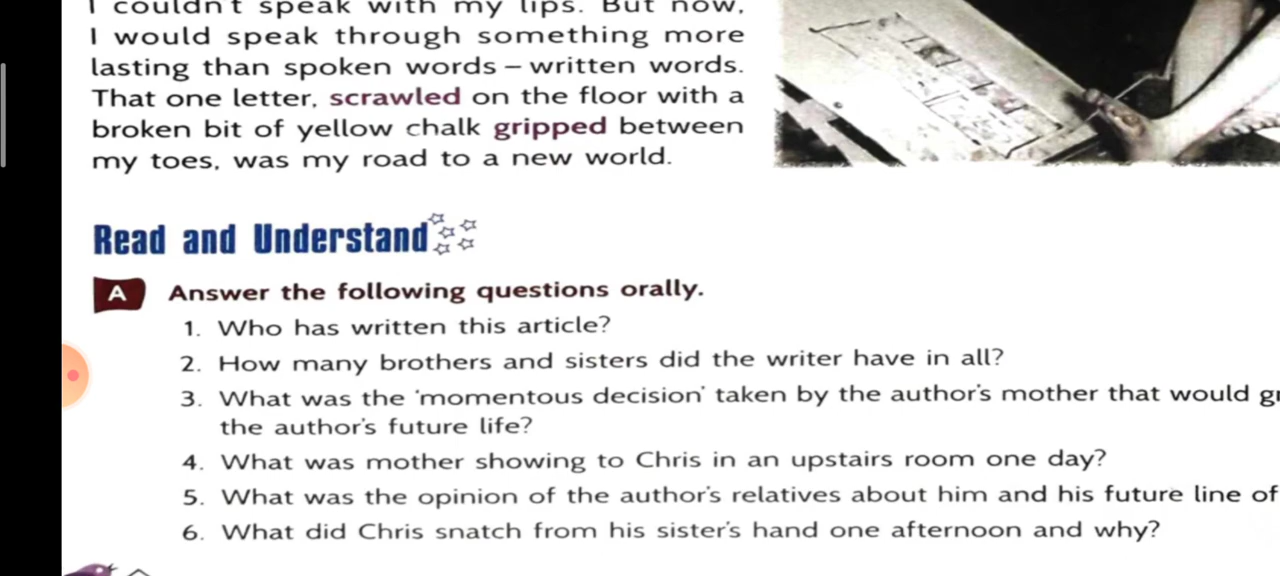 I couldn't speak with my lips. But now,
I would speak through something more
lasting than spoken words – written words.
That one letter, scrawled on the floor with a
broken bit of yellow chalk gripped between
my toes, was my road to a new world.
Read and Understand
A Answer the following questions orally.
1. Who has written this article?
2. How many brothers and sisters did the writer have in all?
3. What was the 'momentous decision' taken by the author's mother that would
the author's future life?
4. What was mother showing to Chris in an upstairs room one day?
5. What was the opinion of the author's relatives about him and his future line of
6. What did Chris snatch from his sister's hand one afternoon and why?